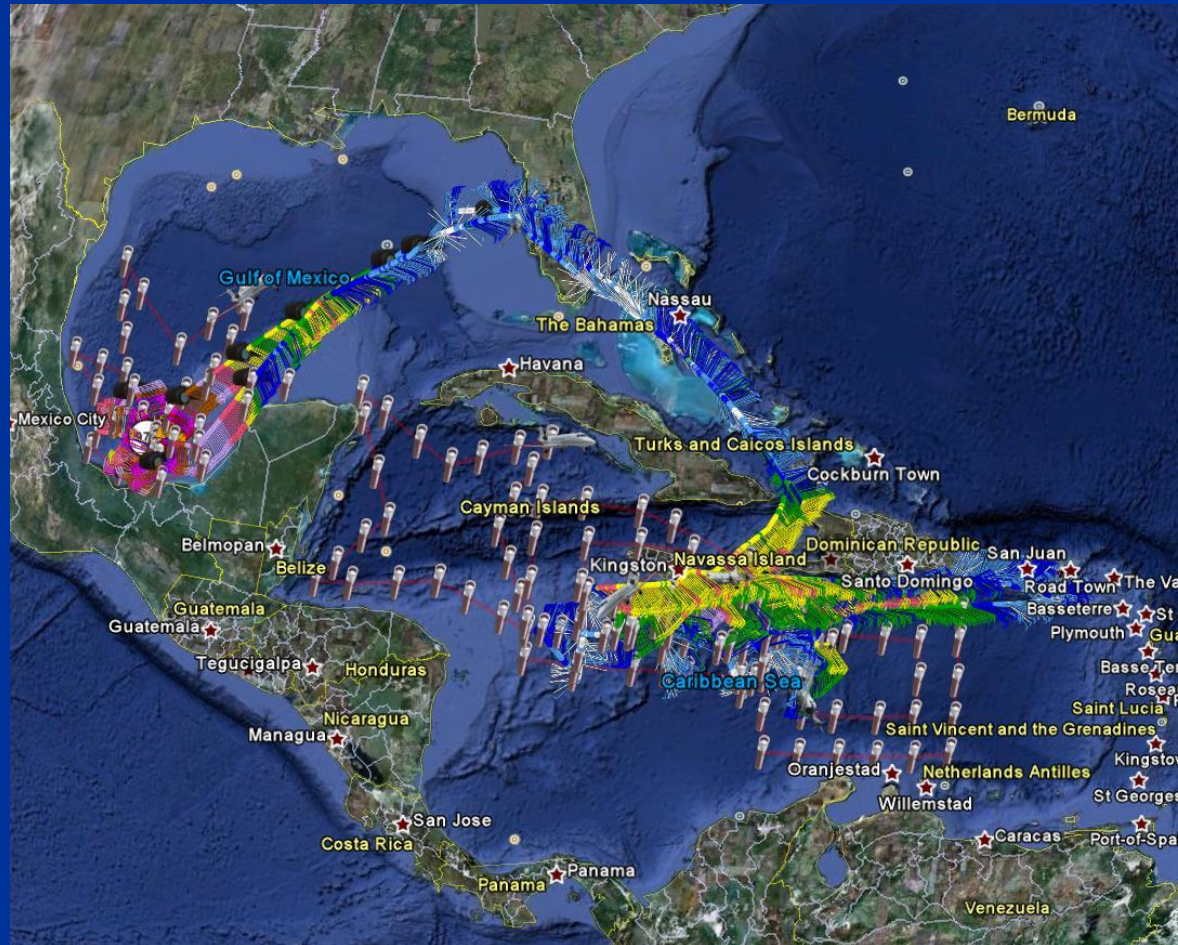 Bermuda
Gulf of Mexico
Nassau
The Bahamas
Havana
Mexico City
Turks and Caicos Islands
Cockburn Town
Cayman Islands
Belmopan
Belize
Kingston
Navassa Island
Dominican Republic
San Juan
Santo Domingo
Road Town
The Va
Basseterre
St
Guatemala
Guatemala
Plymouth
Gua
Tegucigalpa
Honduras
Basse Ter
Caribbean Sea
Rosea
Nicaragua
Saint Lucia
Managua
Saint Vincent and the Grenadines
Kingstow
Oranjestad
Netherlands Antilles
Willemstad
St Georges
San Jose
Costa Rica
Caracas
Port-of-Spa
Panama
Panama
Venezuela